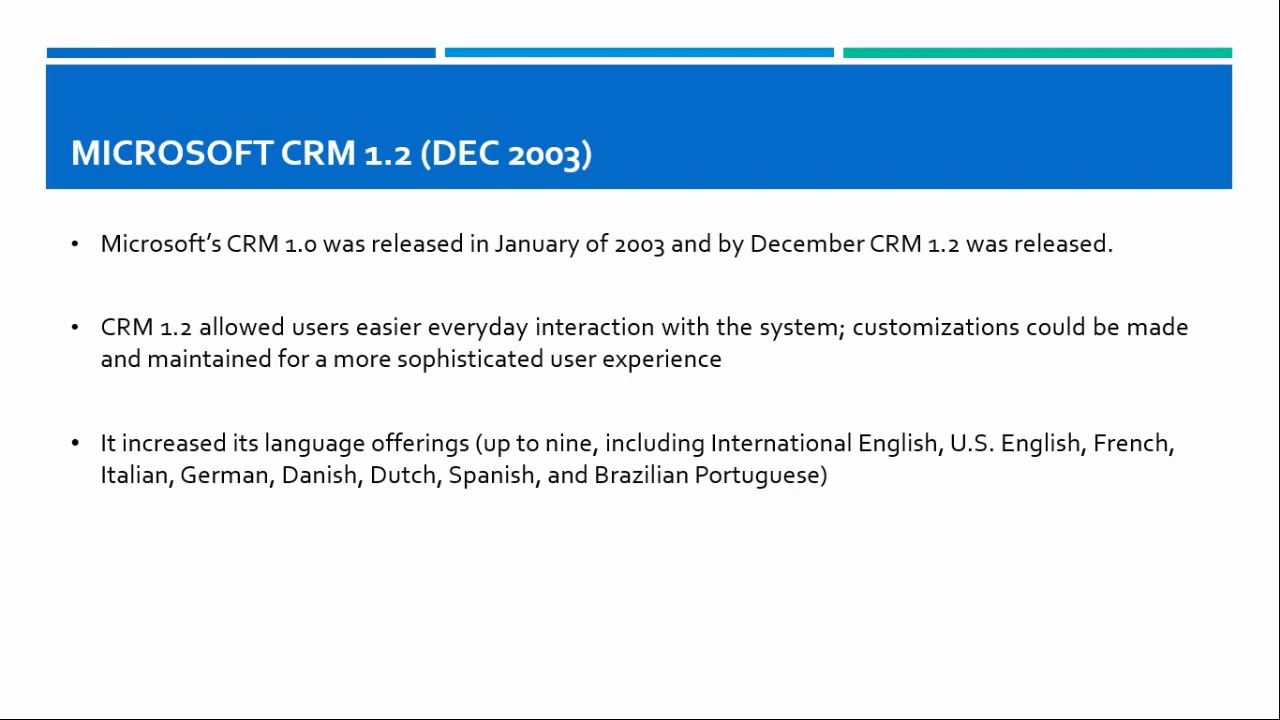 MICROSOFT CRM 1.2 (DEC 2003)
• Microsoft’s CRM 1.0 was released in January of 2003 and by December CRM 1.2 was released.
• CRM 1.2 allowed users easier everyday interaction with the system; customizations could be made
and maintained for a more sophisticated user experience
• It increased its language offerings (up to nine, including International English, U.S. English, French,
Italian, German, Danish, Dutch, Spanish, and Brazilian Portuguese)